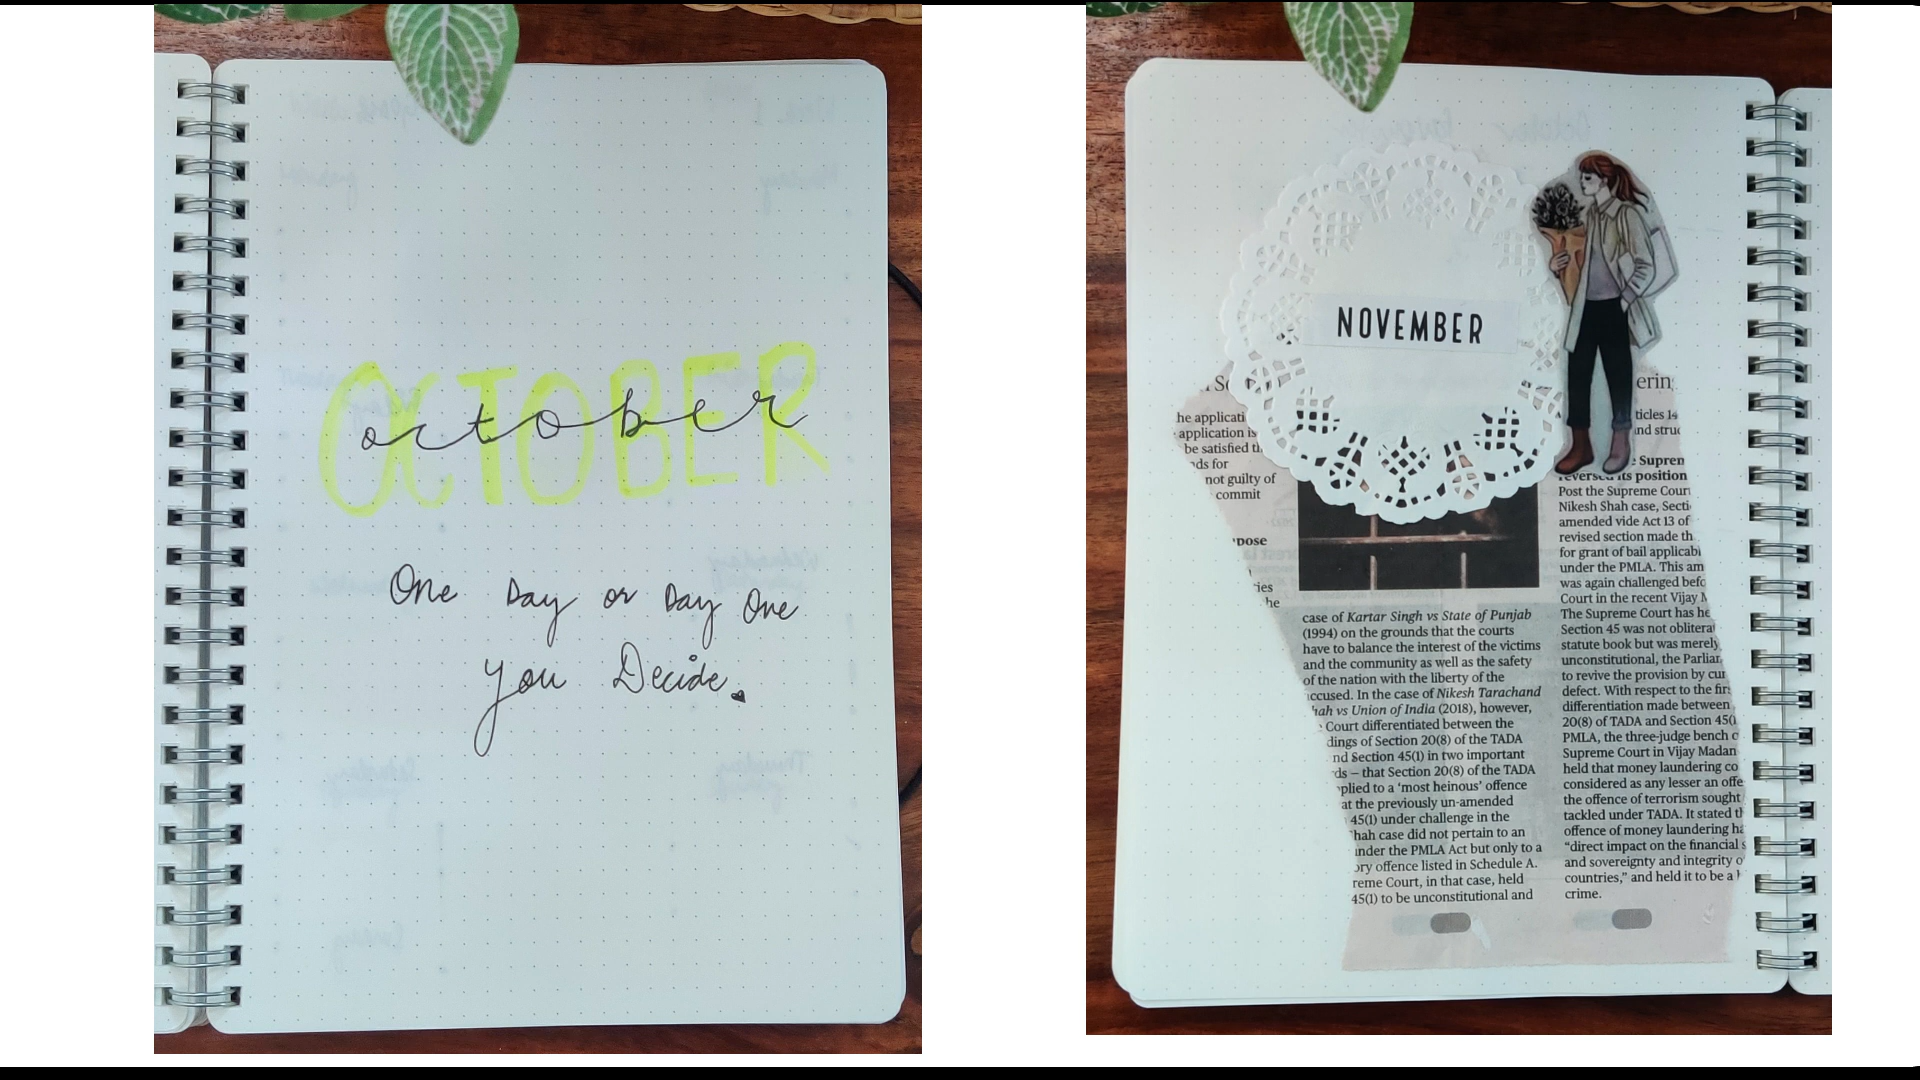 OCTOBER
october
One Day or Day One
You Decide.
NOVEMBER
he applicati
application is
be satisfied th
nds for
not guilty of
commit
pose
ies
he
case of Kartar Singh vs State of Punjab
(1994) on the grounds that the courts
have to balance the interest of the victims
and the community as well as the safety
of the nation with the liberty of the
accused. In the case of Nikesh Tarachand
hah vs Union of India (2018), however,
Court differentiated between the
dings of Section 20(8) of the TADA
nd Section 45(1) in two important
ds – that Section 20(8) of the TADA
plied to a ‘most heinous’ offence
at the previously un-amended
45(1) under challenge in the
hah case did not pertain to an
under the PMLA Act but only to a
ory offence listed in Schedule A.
reme Court, in that case, held
45(1) to be unconstitutional and
ering
ticles 14
nd struc
e Suprem
reversed its position
Post the Supreme Court
Nikesh Shah case, Secti
amended vide Act 13 of
revised section made th
for grant of bail applicabl
under the PMLA. This am
was again challenged befo
Court in the recent Vijay M
The Supreme Court has he
Section 45 was not obliterat
statute book but was merely
unconstitutional, the Parliam
to revive the provision by cur
defect. With respect to the firs
differentiation made between
20(8) of TADA and Section 45(1
PMLA, the three-judge bench o
Supreme Court in Vijay Madan
held that money laundering co
considered as any lesser an offe
the offence of terrorism sought
tackled under TADA. It stated th
offence of money laundering ha
“direct impact on the financial s
and sovereignty and integrity o
countries,” and held it to be a h
crime.